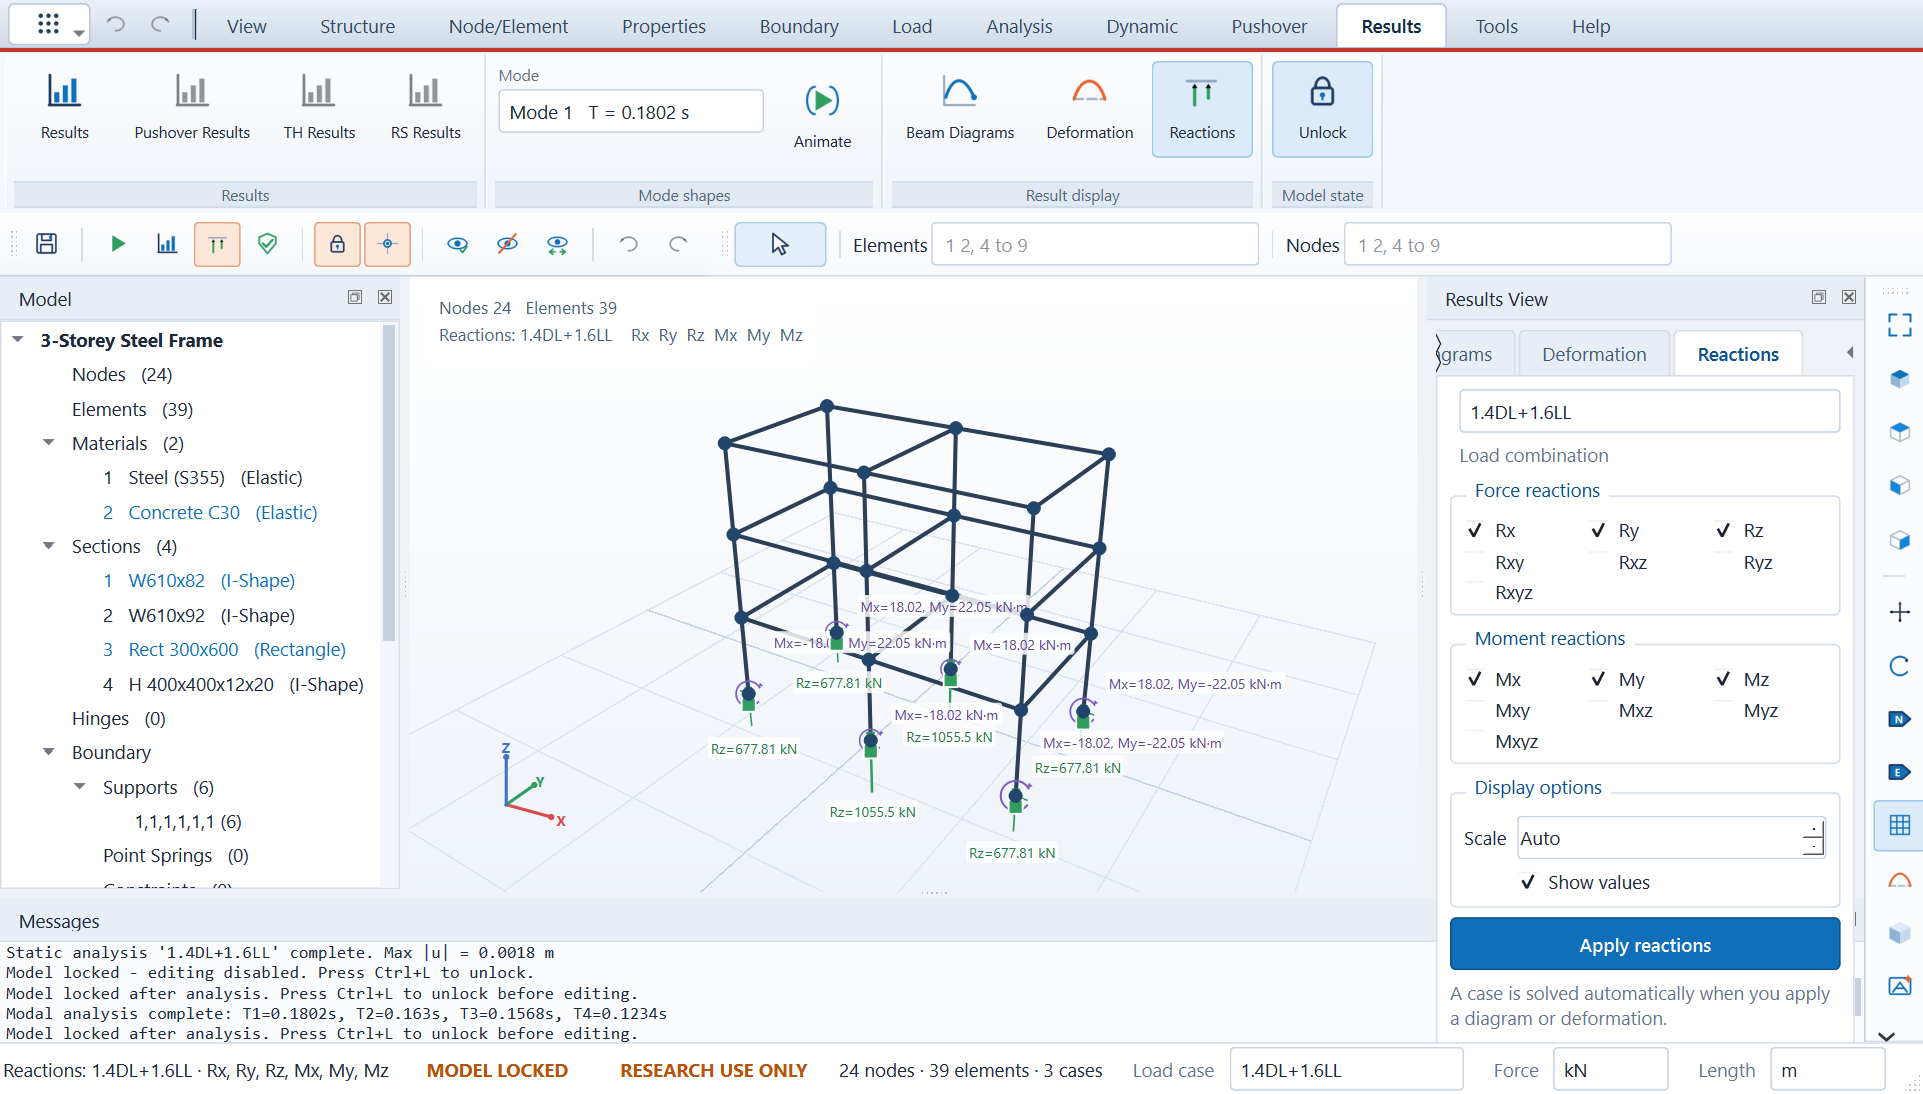 View Structure Node/Element Properties Boundary Load Analysis Dynamic Pushover Results Tools Help
Results
Pushover Results
TH Results
RS Results
Results
Mode
Mode 1 T = 0.1802 s
Animate
Mode shapes
Beam Diagrams
Deformation
Reactions
Result display
Unlock
Model state
Elements
1 2, 4 to 9
Nodes
1 2, 4 to 9
Model
3-Storey Steel Frame
Nodes (24)
Elements (39)
Materials (2)
1 Steel (S355) (Elastic)
2 Concrete C30 (Elastic)
Sections (4)
1 W610x82 (I-Shape)
2 W610x92 (I-Shape)
3 Rect 300x600 (Rectangle)
4 H 400x400x12x20 (I-Shape)
Hinges (0)
Boundary
Supports (6)
1,1,1,1,1,1 (6)
Point Springs (0)
Nodes 24 Elements 39
Reactions: 1.4DL+1.6LL Rx Ry Rz Mx My Mz
Mx=18.02, My=22.05 kN·m
My=22.05 kN·m
Mx=18.02 kN·m
Rz=677.81 kN
Mx=18.02, My=-22.05 kN·m
Mx=-18.02 kN·m
Rz=1055.5 kN
Mx=-18.02, My=-22.05 kN·m
Rz=677.81 kN
Rz=677.81 kN
Rz=1055.5 kN
Rz=677.81 kN
Z
Y
X
Results View
grams
Deformation
Reactions
1.4DL+1.6LL
Load combination
Force reactions
Rx Ry Rz
Rxy Rxz Ryz
Rxyz
Moment reactions
Mx My Mz
Mxy Mxz Myz
Mxyz
Display options
Scale Auto
Show values
Apply reactions
A case is solved automatically when you apply
a diagram or deformation.
N
E
Messages
Static analysis '1.4DL+1.6LL' complete. Max |u| = 0.0018 m
Model locked - editing disabled. Press Ctrl+L to unlock.
Model locked after analysis. Press Ctrl+L to unlock before editing.
Modal analysis complete: T1=0.1802s, T2=0.163s, T3=0.1568s, T4=0.1234s
Model locked after analysis. Press Ctrl+L to unlock before editing.
Reactions: 1.4DL+1.6LL · Rx, Ry, Rz, Mx, My, Mz
MODEL LOCKED
RESEARCH USE ONLY
24 nodes · 39 elements · 3 cases
Load case
1.4DL+1.6LL
Force
kN
Length
m